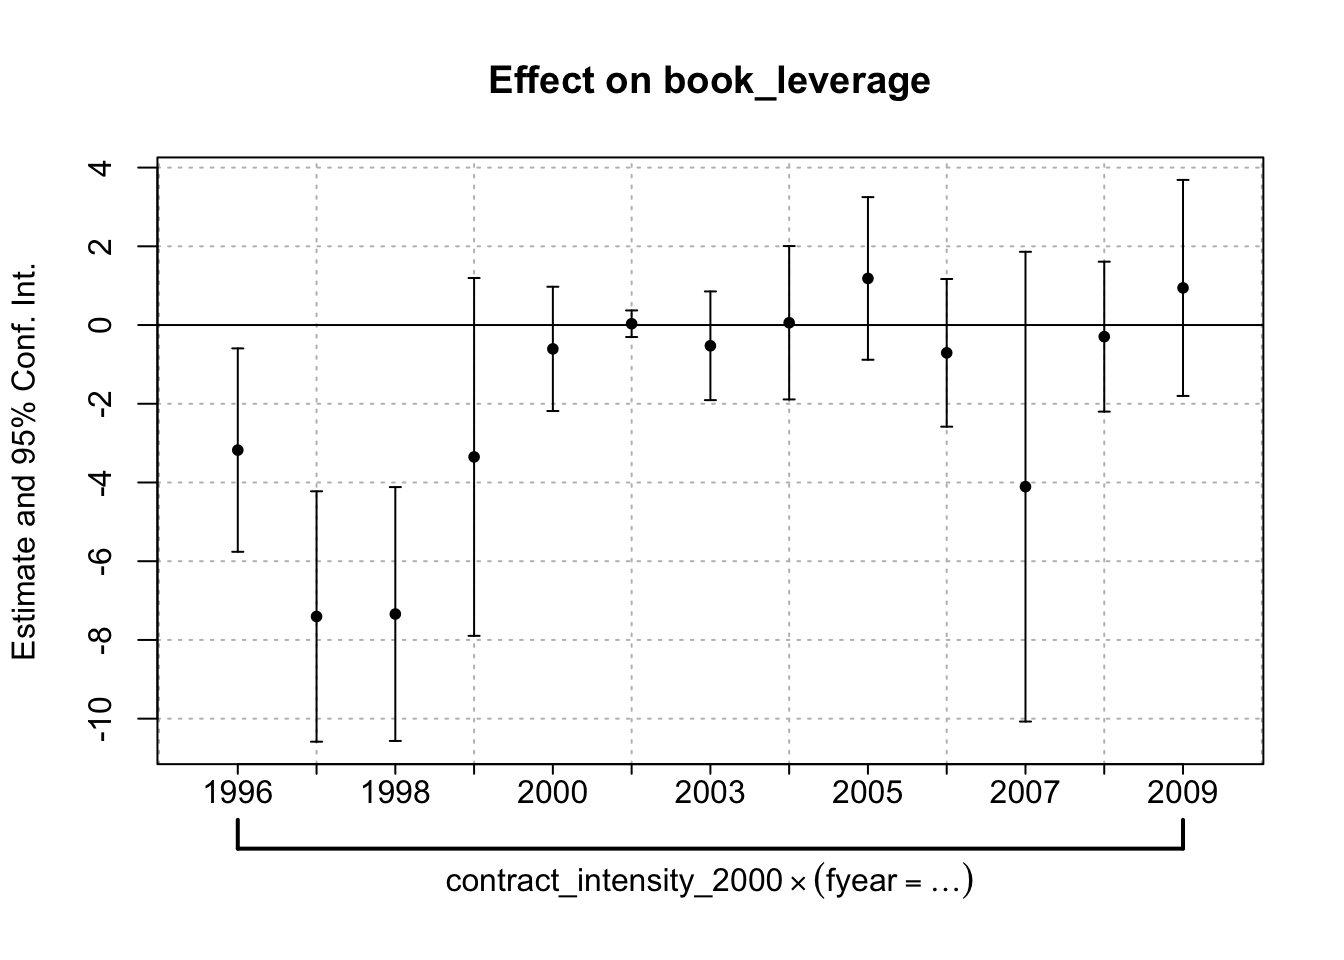 Effect on book_leverage
Estimate and 95% Conf. Int.
4
2
0
-2
-4
-6
-8
-10
1996 1998 2000 2003 2005 2007 2009
contract_intensity_2000 × (fyear = …)